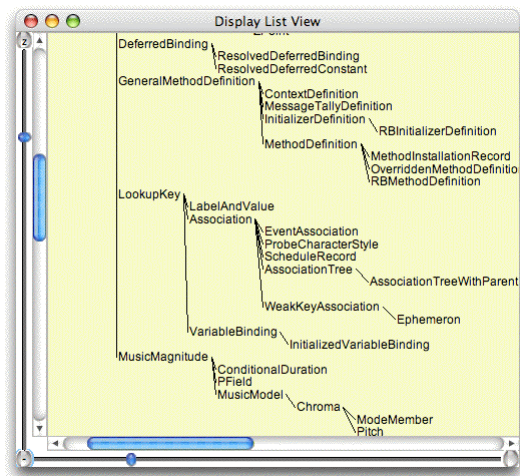 Display List View
z
DeferredBinding
ResolvedDeferredBinding
ResolvedDeferredConstant
GeneralMethodDefinition
ContextDefinition
MessageTallyDefinition
InitializerDefinition
RBInitializerDefinition
MethodDefinition
MethodInstallationRecord
OverriddenMethodDefinitio
RBMethodDefinition
LookupKey
LabelAndValue
Association
EventAssociation
ProbeCharacterStyle
ScheduleRecord
AssociationTree
AssociationTreeWithParent
WeakKeyAssociation
Ephemeron
VariableBinding
InitializedVariableBinding
MusicMagnitude
ConditionalDuration
PField
MusicModel
Chroma
ModeMember
Pitch
-